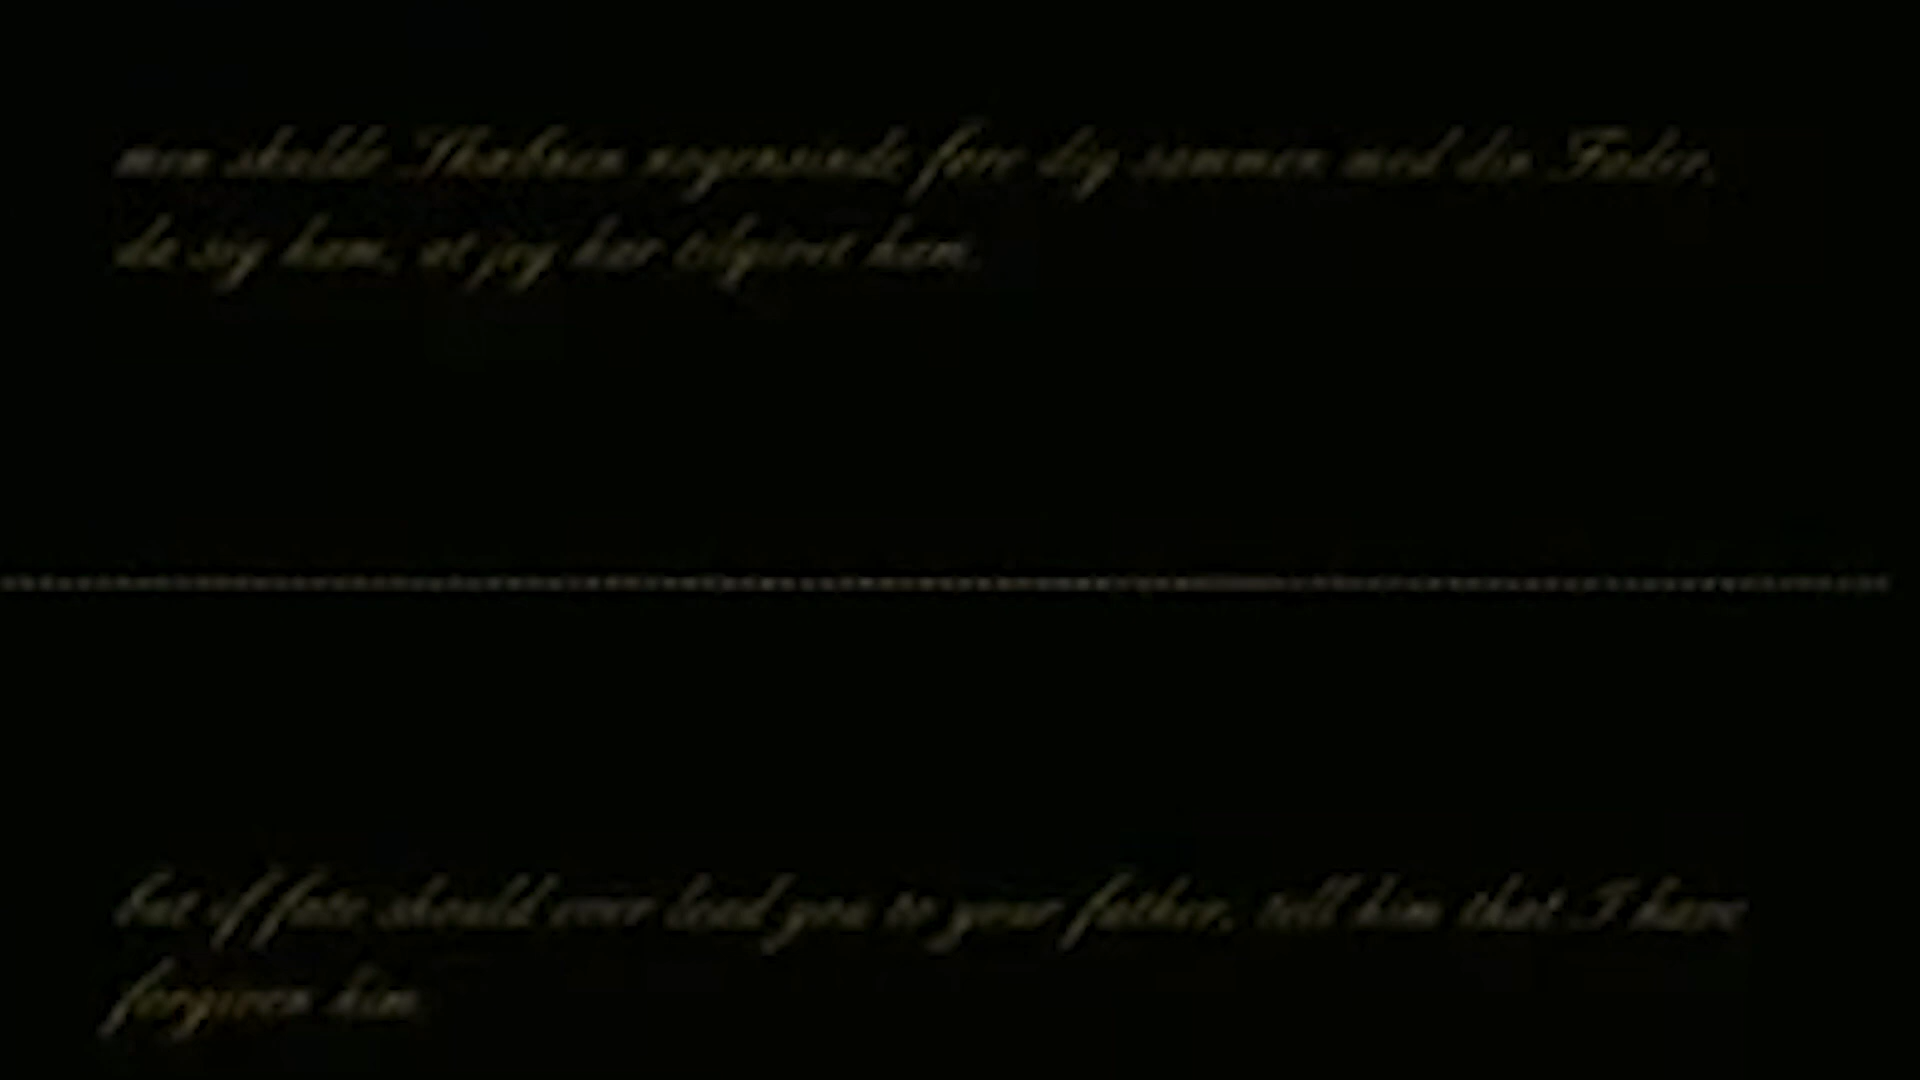 men skulde Skæbnen nogensinde føre dig sammen med din Fader,
da sig ham, at jeg har tilgivet ham.
but if fate should ever lead you to your father, tell him that I have
forgiven him.